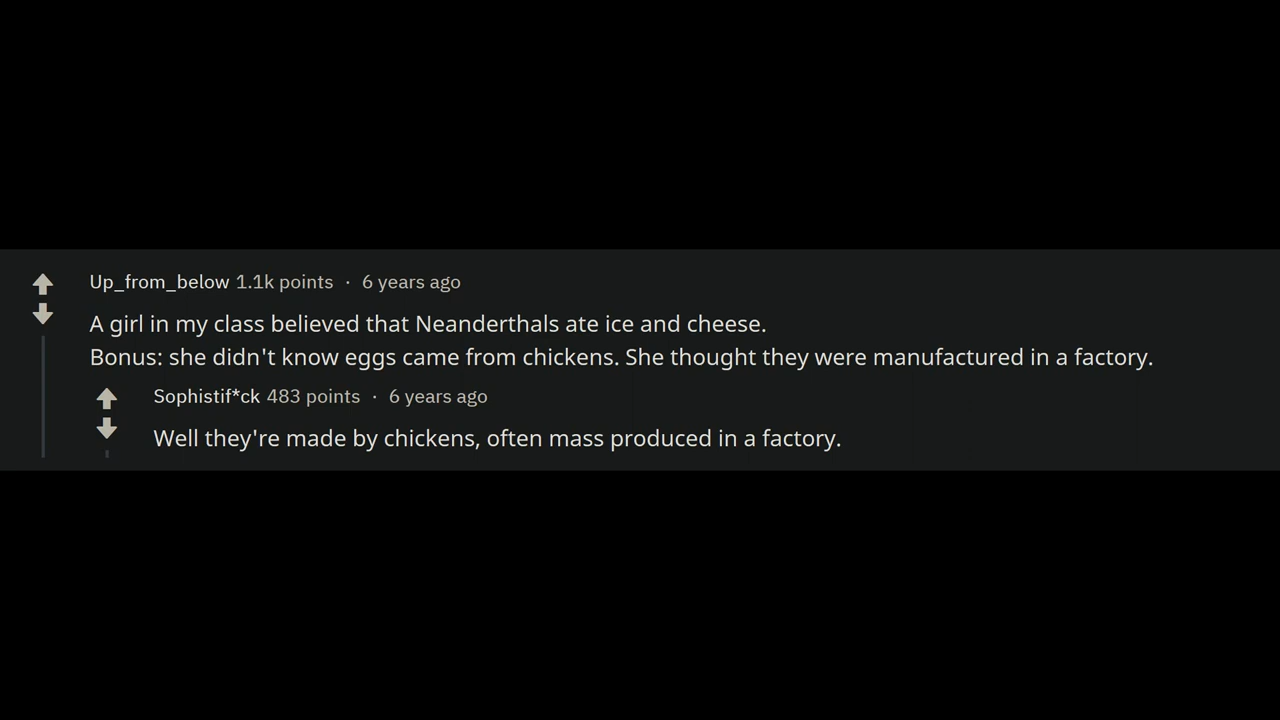 Up_from_below 1.1k points · 6 years ago
A girl in my class believed that Neanderthals ate ice and cheese.
Bonus: she didn't know eggs came from chickens. She thought they were manufactured in a factory.
Sophistif*ck 483 points · 6 years ago
Well they're made by chickens, often mass produced in a factory.